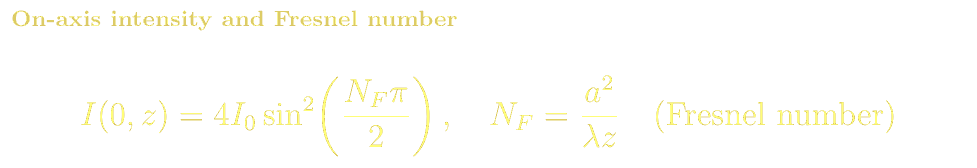 On-axis intensity and Fresnel number
I(0, z) = 4I_0 sin^2(N_F π / 2), N_F = a^2 / λz (Fresnel number)